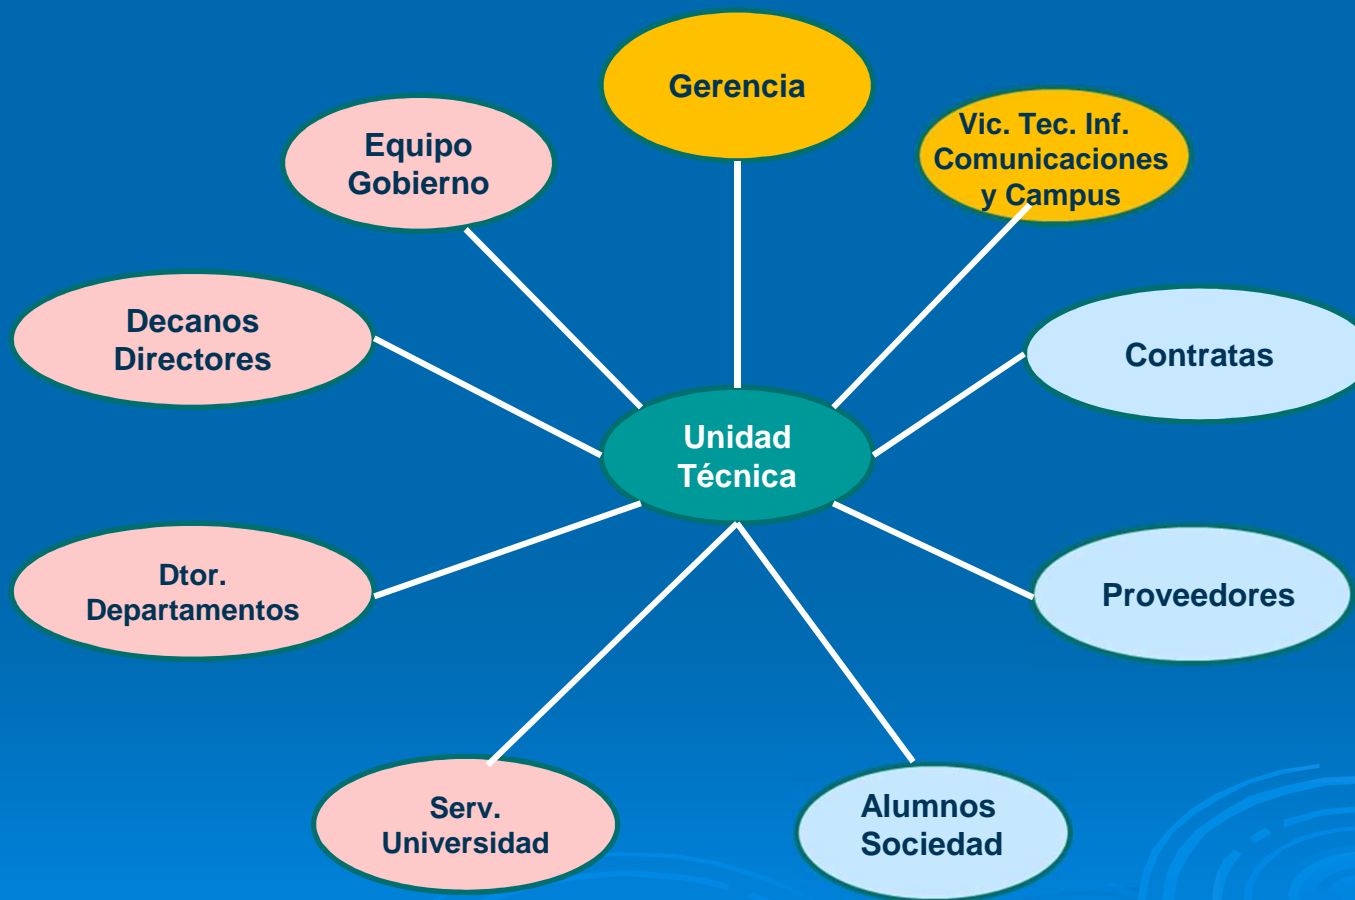 Gerencia
Vic. Tec. Inf.
Comunicaciones
y Campus
Equipo
Gobierno
Decanos
Directores
Contratas
Unidad
Técnica
Dtor.
Departamentos
Proveedores
Serv.
Universidad
Alumnos
Sociedad